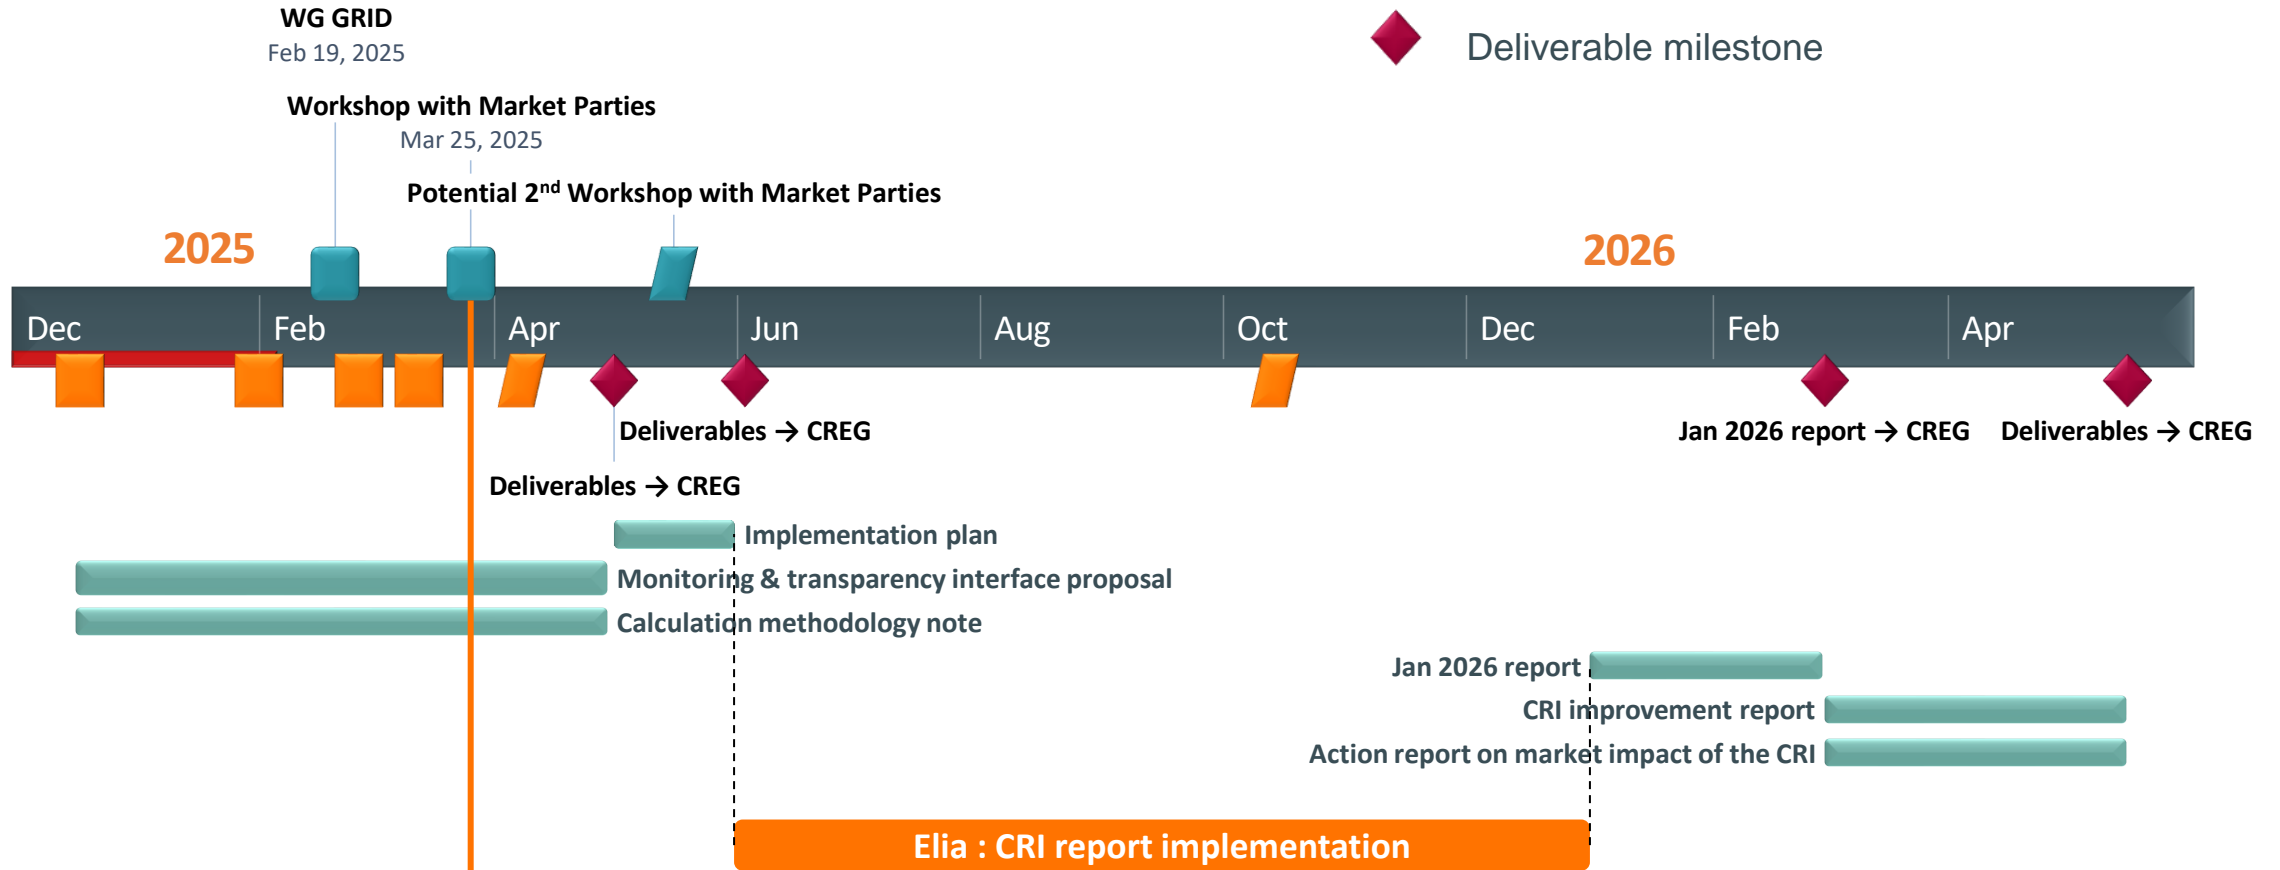 WG GRID
Feb 19, 2025
Deliverable milestone
Workshop with Market Parties
Mar 25, 2025
Potential 2nd Workshop with Market Parties
2025
2026
Dec
Feb
Apr
Jun
Aug
Oct
Dec
Feb
Apr
Deliverables → CREG
Jan 2026 report → CREG
Deliverables → CREG
Deliverables → CREG
Implementation plan
Monitoring & transparency interface proposal
Calculation methodology note
Jan 2026 report
CRI improvement report
Action report on market impact of the CRI
Elia : CRI report implementation